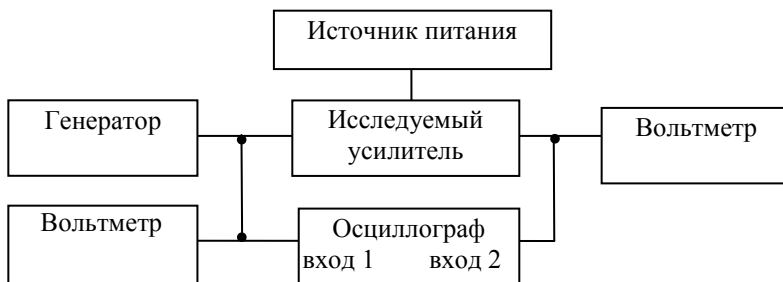 Источник питания
Генератор
Исследуемый
усилитель
Вольтметр
Вольтметр
Осциллограф
вход 1 вход 2